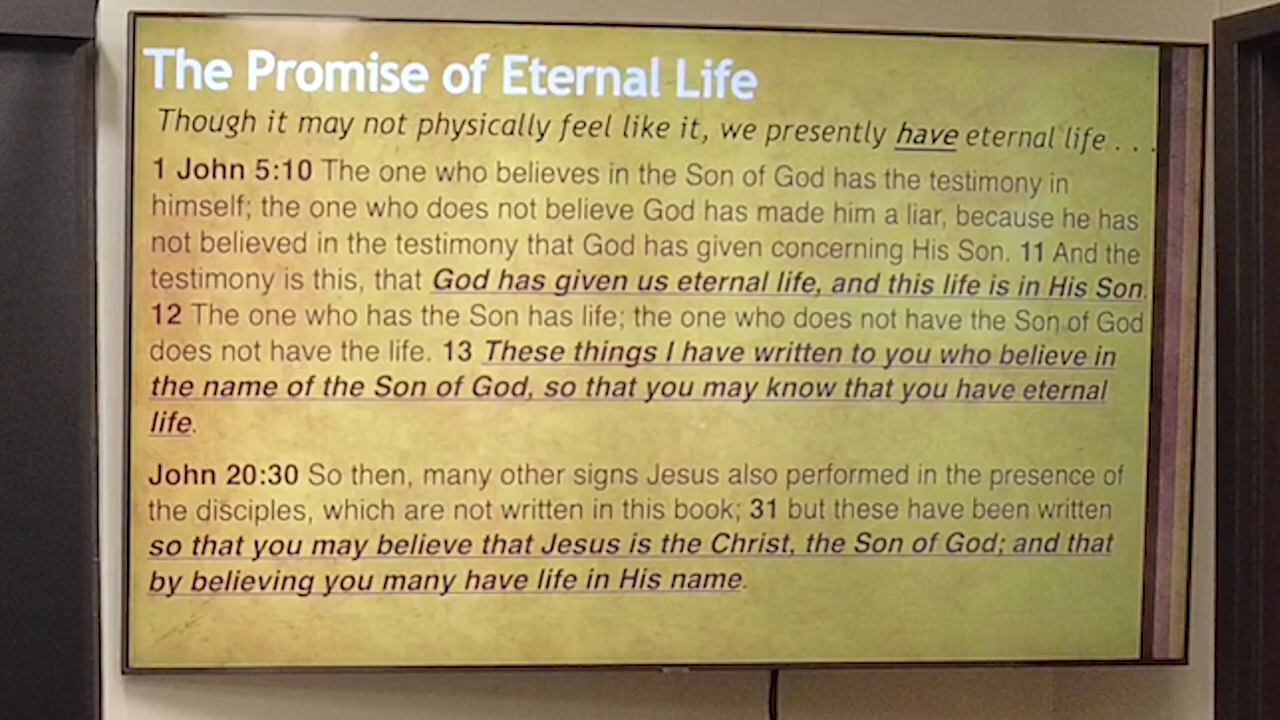 The Promise of Eternal Life
Though it may not physically feel like it, we presently have eternal life . . .
1 John 5:10 The one who believes in the Son of God has the testimony in
himself; the one who does not believe God has made him a liar, because he has
not believed in the testimony that God has given concerning His Son. 11 And the
testimony is this, that God has given us eternal life, and this life is in His Son.
12 The one who has the Son has life; the one who does not have the Son of God
does not have the life. 13 These things I have written to you who believe in
the name of the Son of God, so that you may know that you have eternal
life.
John 20:30 So then, many other signs Jesus also performed in the presence of
the disciples, which are not written in this book; 31 but these have been written
so that you may believe that Jesus is the Christ, the Son of God; and that
by believing you many have life in His name.